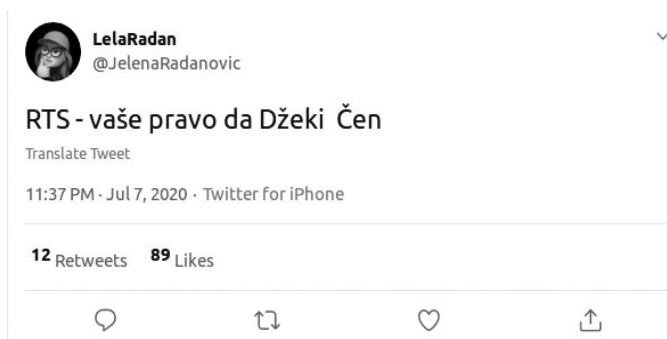 LelaRadan
@JelenaRadanovic
RTS - vaše pravo da Džeki Čen
Translate Tweet
11:37 PM · Jul 7, 2020 · Twitter for iPhone
12 Retweets 89 Likes